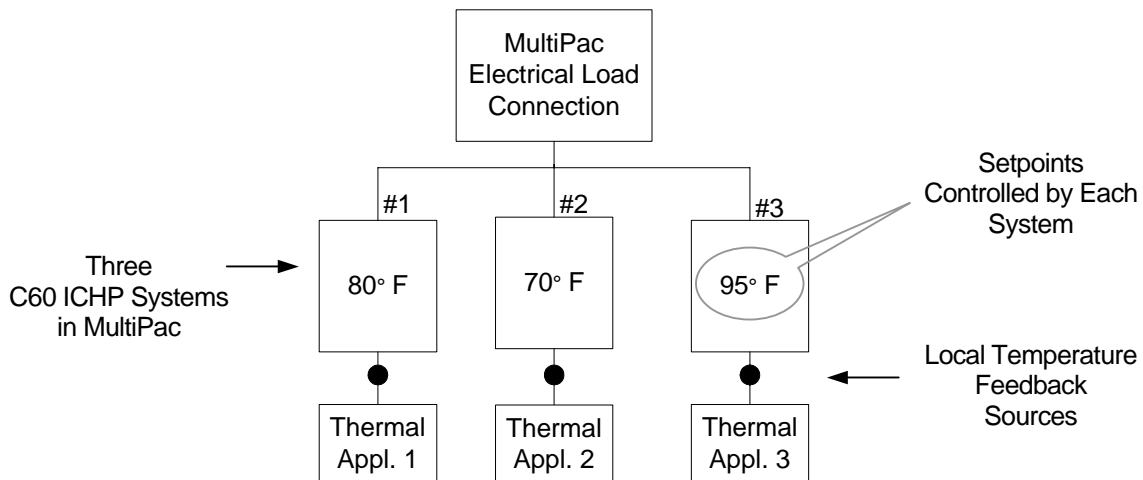 MultiPac
Electrical Load
Connection
#1
#2
#3
Setpoints
Controlled by Each
System
Three
C60 ICHP Systems
in MultiPac
80° F
70° F
95° F
Local Temperature
Feedback
Sources
Thermal
Appl. 1
Thermal
Appl. 2
Thermal
Appl. 3